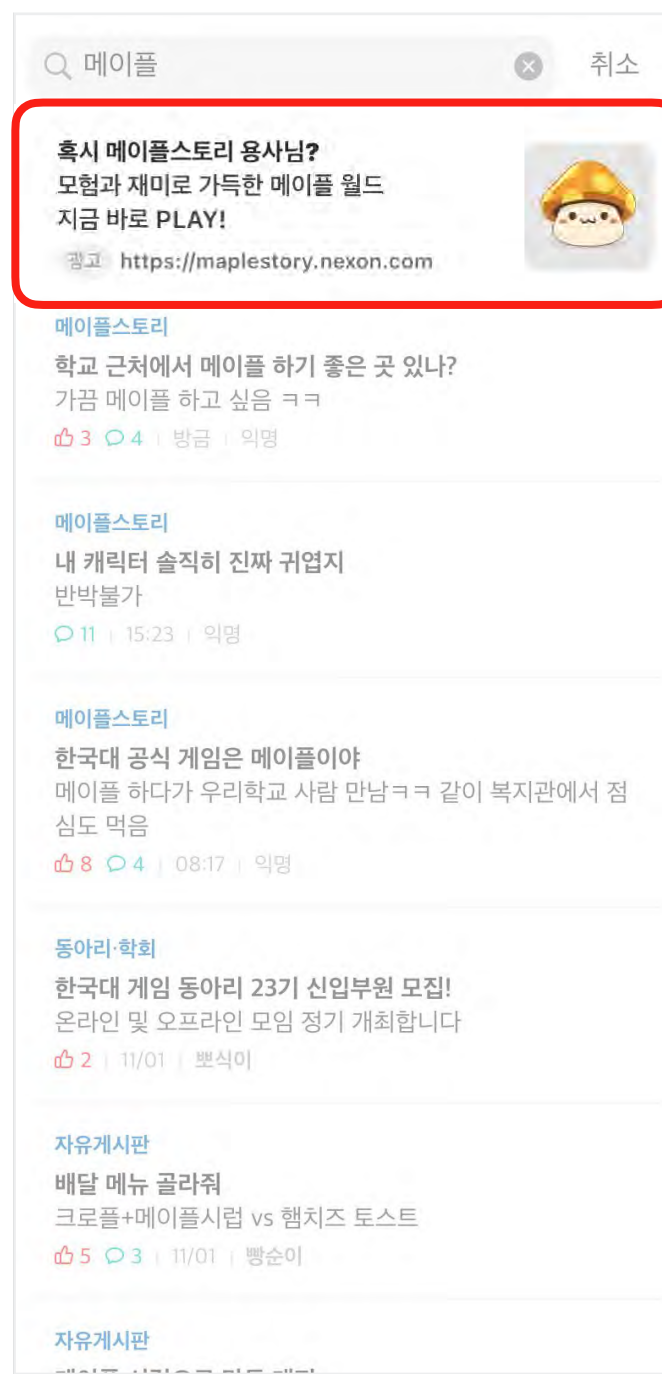 메이플
취소
혹시 메이플스토리 용사님?
모험과 재미로 가득한 메이플 월드
지금 바로 PLAY!
광고 https://maplestory.nexon.com
메이플스토리
학교 근처에서 메이플 하기 좋은 곳 있나?
가끔 메이플 하고 싶음 ㅋㅋ
3 4 | 방금 | 익명
메이플스토리
내 캐릭터 솔직히 진짜 귀엽지
반박불가
11 | 15:23 | 익명
메이플스토리
한국대 공식 게임은 메이플이야
메이플 하다가 우리학교 사람 만남ㅋㅋ 같이 복지관에서 점
심도 먹음
8 4 | 08:17 | 익명
동아리·학회
한국대 게임 동아리 23기 신입부원 모집!
온라인 및 오프라인 모임 정기 개최합니다
2 | 11/01 | 뽀식이
자유게시판
배달 메뉴 골라줘
크로플+메이플시럽 vs 햄치즈 토스트
5 3 | 11/01 | 빵순이
자유게시판